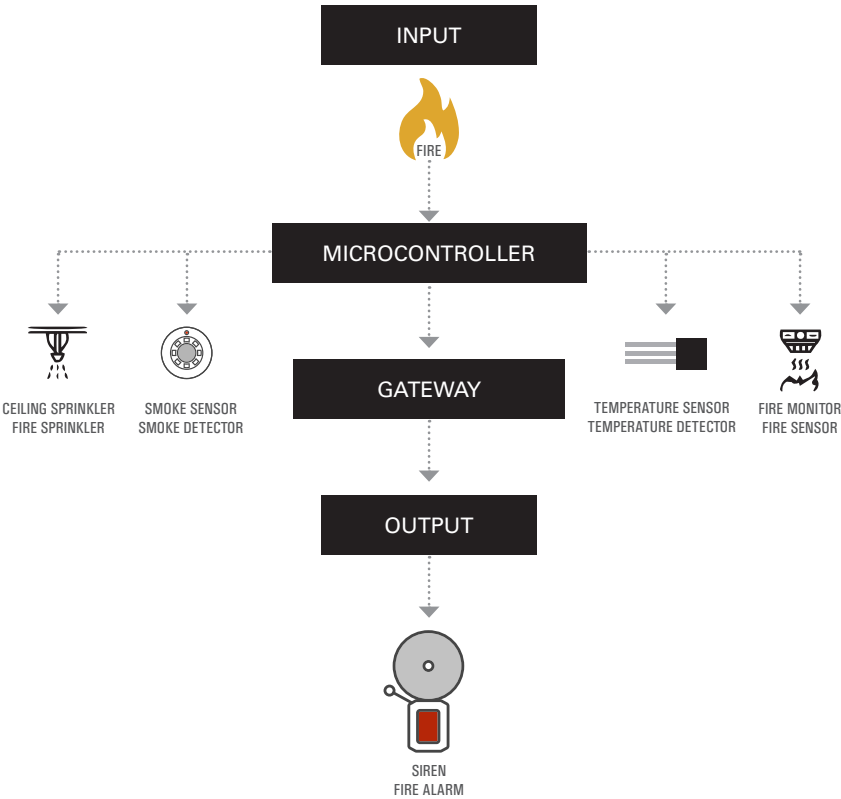 INPUT
FIRE
MICROCONTROLLER
CEILING SPRINKLER
FIRE SPRINKLER
SMOKE SENSOR
SMOKE DETECTOR
GATEWAY
TEMPERATURE SENSOR
TEMPERATURE DETECTOR
FIRE MONITOR
FIRE SENSOR
OUTPUT
SIREN
FIRE ALARM